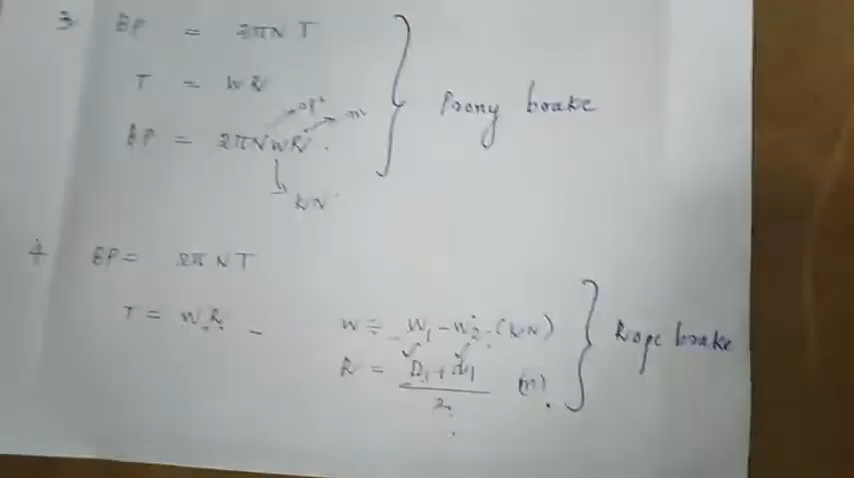 3 BP = 2πN T
T = WR
BP = 2πNWR. m
kN
} Prony brake
4 BP = 2πNT
T = W.R. – W = W₁ – W₂ (kN)
R = D₁ + d₁ / 2 (m).
} Rope brake